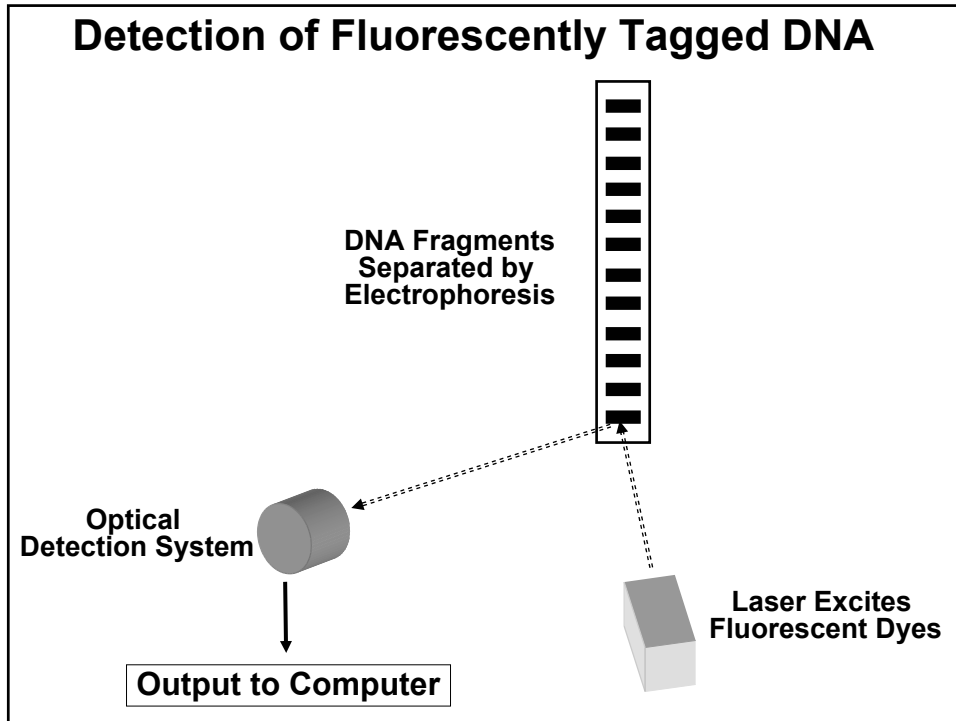 Detection of Fluorescently Tagged DNA
DNA Fragments
Separated by
Electrophoresis
Optical
Detection System
Laser Excites
Fluorescent Dyes
Output to Computer